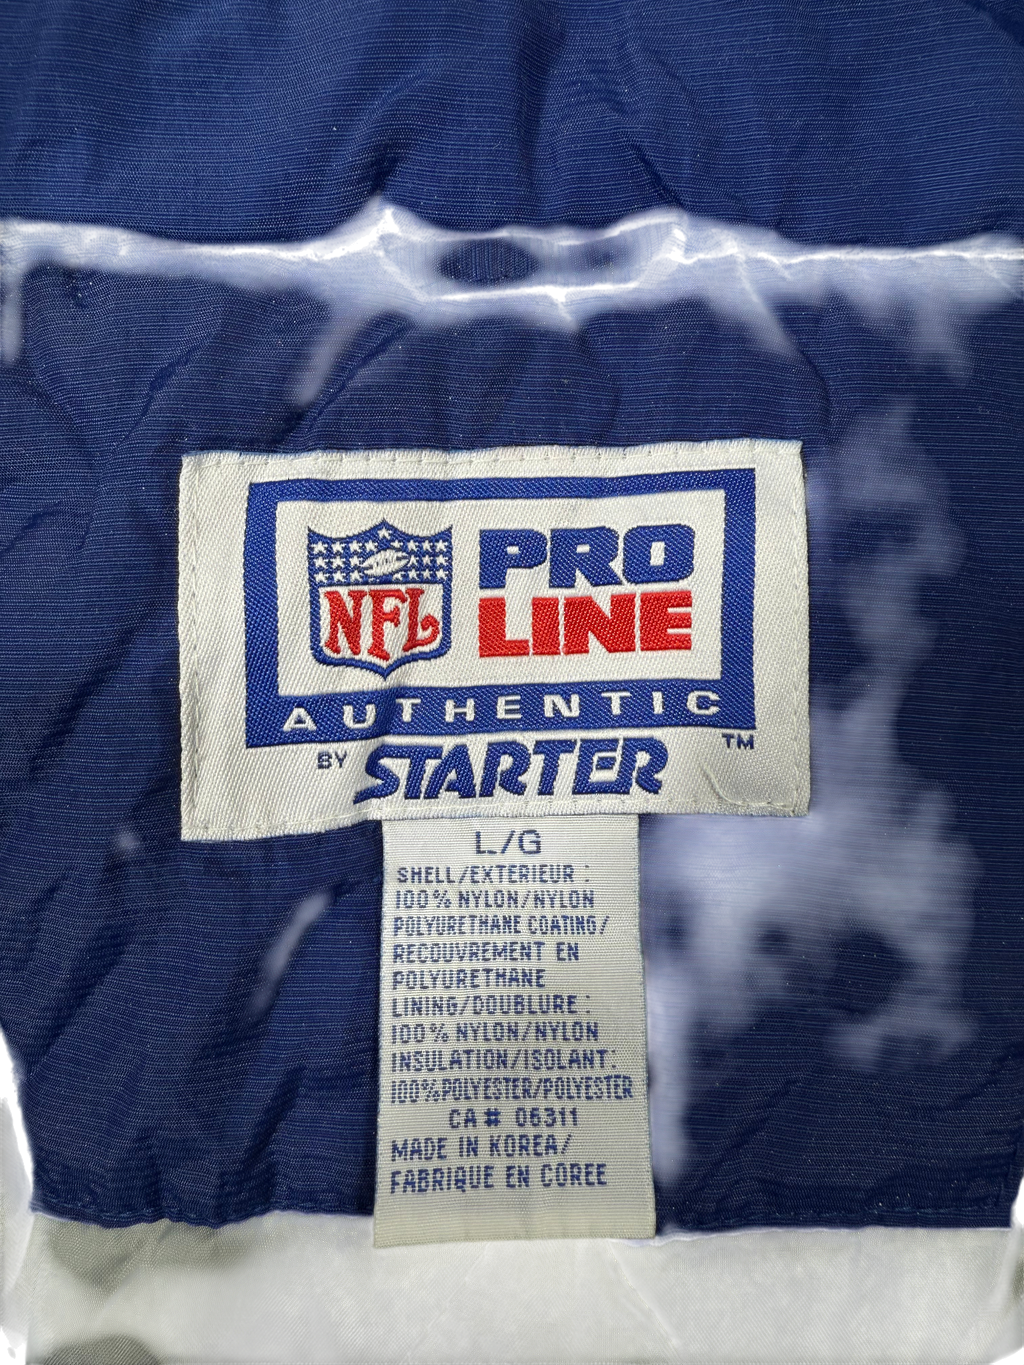 NFL
PRO
LINE
AUTHENTIC
BY STARTER TM
L/G
SHELL/EXTERIEUR :
100% NYLON/NYLON
POLYURETHANE COATING/
RECOUVREMENT EN
POLYURETHANE
LINING/DOUBLURE :
100% NYLON/NYLON
INSULATION/ISOLANT:
100%POLYESTER/POLYESTER
CA# 06311
MADE IN KOREA/
FABRIQUE EN COREE